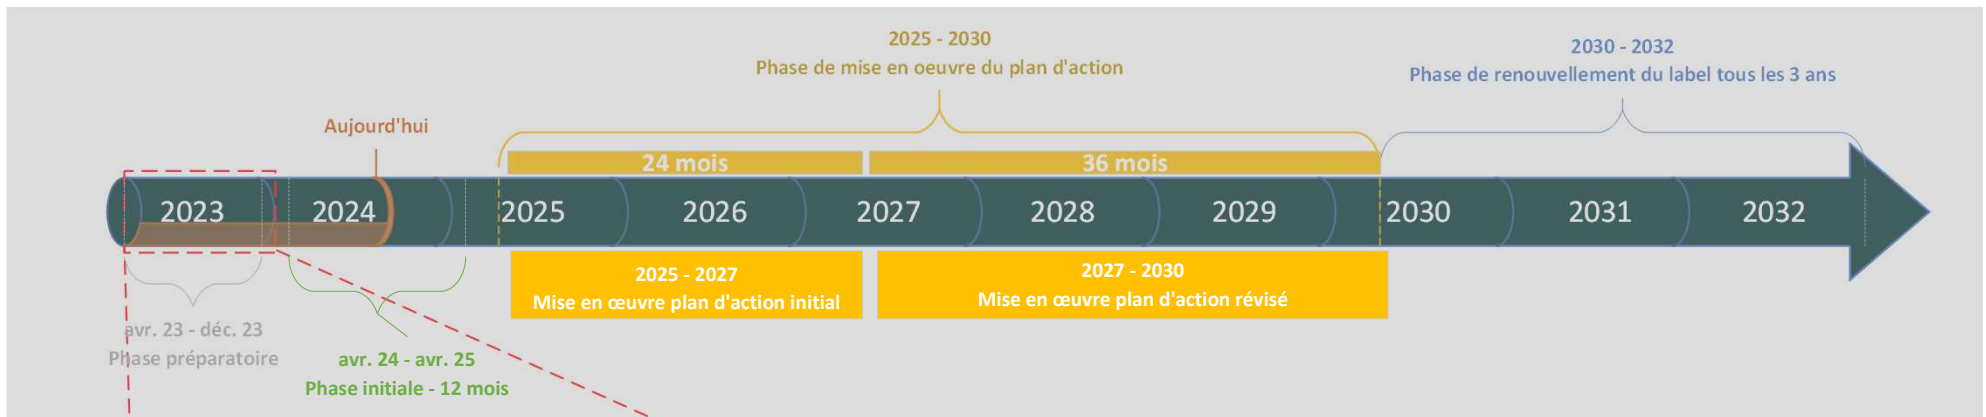 2025 - 2030
Phase de mise en oeuvre du plan d'action
2030 - 2032
Phase de renouvellement du label tous les 3 ans
Aujourd'hui
24 mois
36 mois
2023
2024
2025
2026
2027
2028
2029
2030
2031
2032
2025 - 2027
Mise en œuvre plan d'action initial
2027 - 2030
Mise en œuvre plan d'action révisé
avr. 23 - déc. 23
Phase préparatoire
avr. 24 - avr. 25
Phase initiale - 12 mois